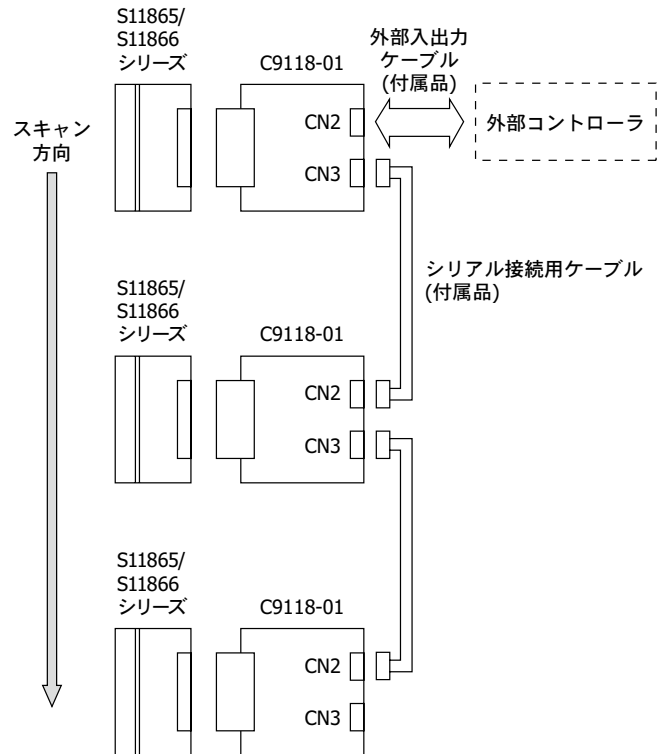 S11865/
S11866
シリーズ
C9118-01
外部入出力
ケーブル
(付属品)
外部コントローラ
スキャン
方向
CN2
CN3
シリアル接続用ケーブル
(付属品)
S11865/
S11866
シリーズ
C9118-01
CN2
CN3
S11865/
S11866
シリーズ
C9118-01
CN2
CN3